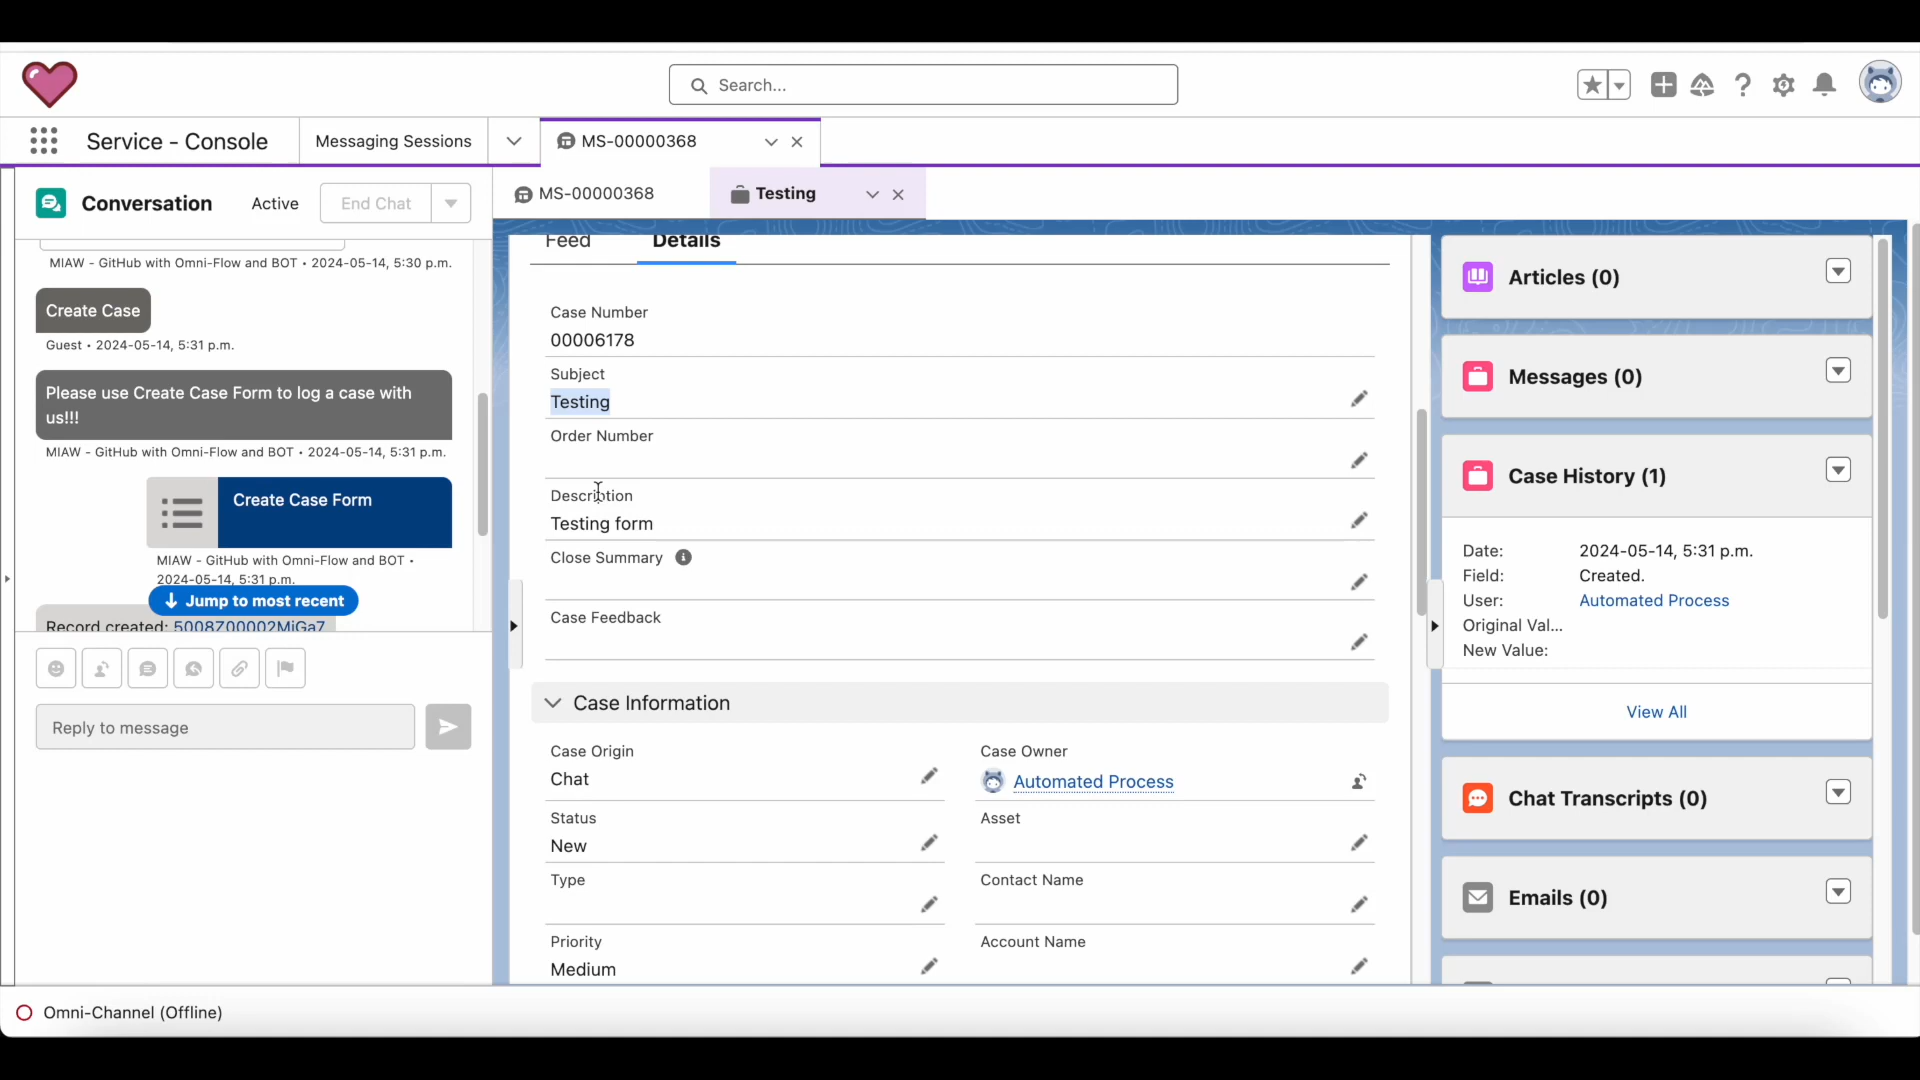 Search...
Service - Console
Messaging Sessions
MS-00000368
Conversation
Active
End Chat
MIAW - GitHub with Omni-Flow and BOT • 2024-05-14, 5:30 p.m.
Create Case
Guest • 2024-05-14, 5:31 p.m.
Please use Create Case Form to log a case with
us!!!
MIAW - GitHub with Omni-Flow and BOT • 2024-05-14, 5:31 p.m.
Create Case Form
MIAW - GitHub with Omni-Flow and BOT •
2024-05-14, 5:31 p.m.
Jump to most recent
Record created: 5008Z00002MiGa7
Reply to message
MS-00000368
Testing
Feed
Details
Case Number
00006178
Subject
Testing
Order Number
Description
Testing form
Close Summary
Case Feedback
Case Information
Case Origin
Chat
Case Owner
Automated Process
Status
New
Asset
Type
Contact Name
Priority
Medium
Account Name
Articles (0)
Messages (0)
Case History (1)
Date: 2024-05-14, 5:31 p.m.
Field: Created.
User: Automated Process
Original Val...
New Value:
View All
Chat Transcripts (0)
Emails (0)
Omni-Channel (Offline)